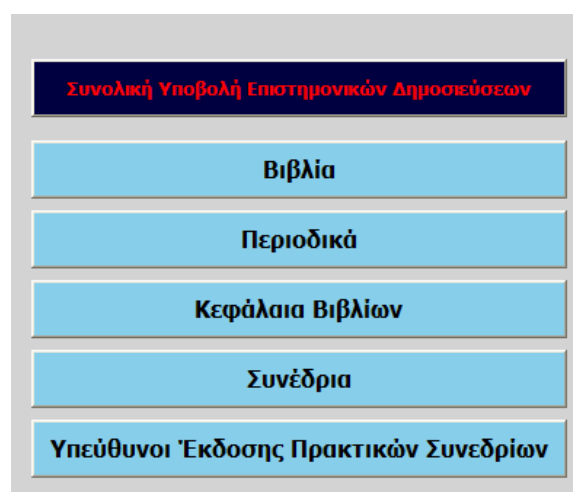 Συνολική Υποβολή Επιστημονικών Δημοσιεύσεων
Βιβλία
Περιοδικά
Κεφάλαια Βιβλίων
Συνέδρια
Υπεύθυνοι Έκδοσης Πρακτικών Συνεδρίων